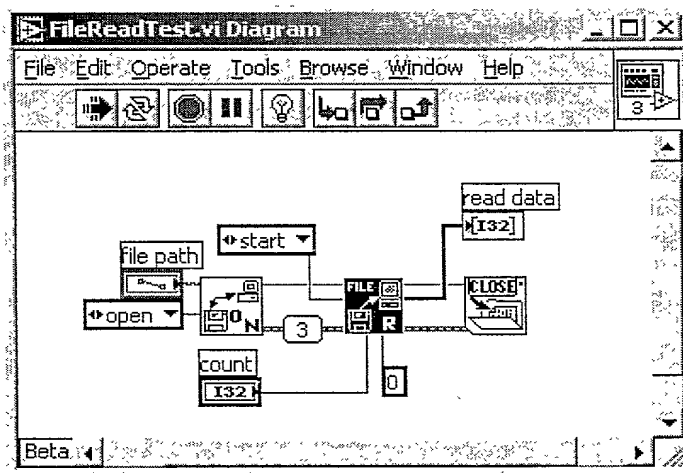 FileReadTest.vi Diagram
File Edit Operate Tools Browse Window Help
3
read data
[I32]
start
file path
open
O N
3
FILE
R
CLOSE
count
I32
0
Beta